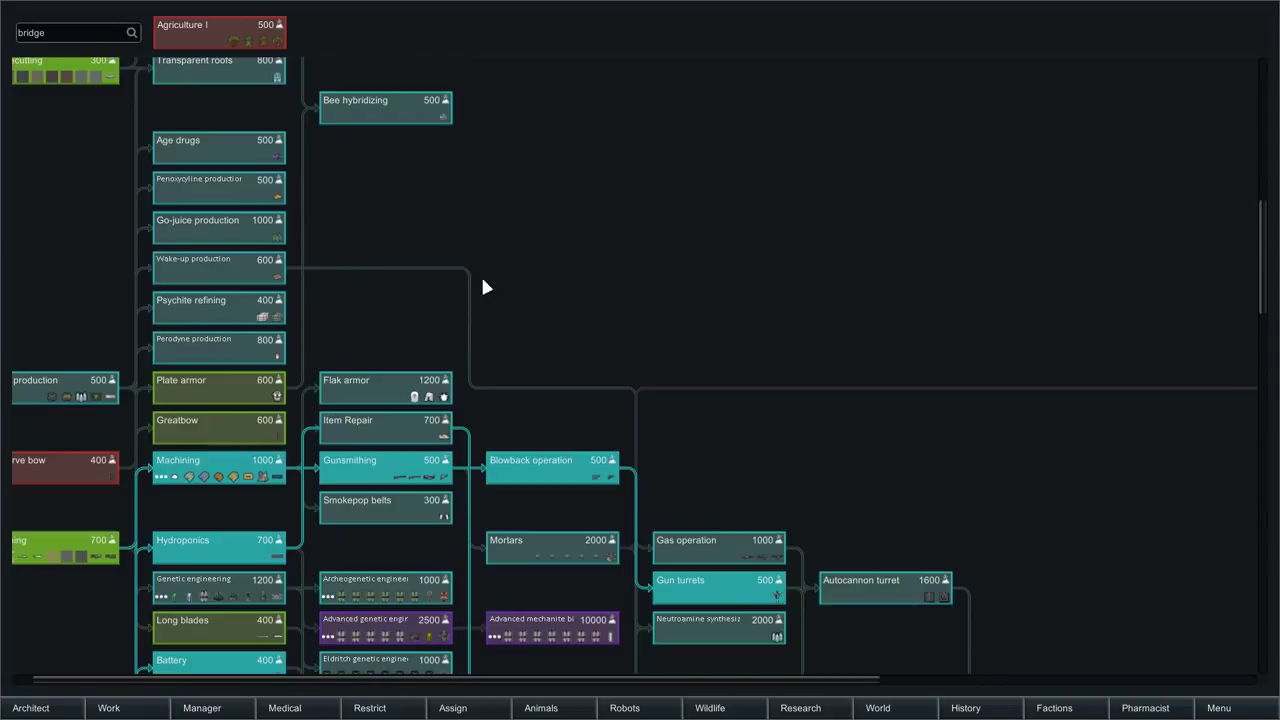 bridge
Agriculture I 500
cutting 300
Transparent roofs 800
Bee hybridizing 500
Age drugs 500
Penoxycyline production 500
Go-juice production 1000
Wake-up production 600
Psychite refining 400
Perodyne production 800
production 500
Plate armor 600
Flak armor 1200
Greatbow 600
Item Repair 700
rve bow 400
Machining 1000
Gunsmithing 500
Blowback operation 500
Smokepop belts 300
ing 700
Hydroponics 700
Mortars 2000
Gas operation 1000
Genetic engineering 1200
Archeogenetic enginee 1000
Gun turrets 500
Autocannon turret 1600
Long blades 400
Advanced genetic engir 2500
Advanced mechanite bi 10000
Neutroamine synthesiz 2000
Battery 400
Eldritch genetic enginee 1000
Architect Work Manager Medical Restrict Assign Animals Robots Wildlife Research World History Factions Pharmacist Menu